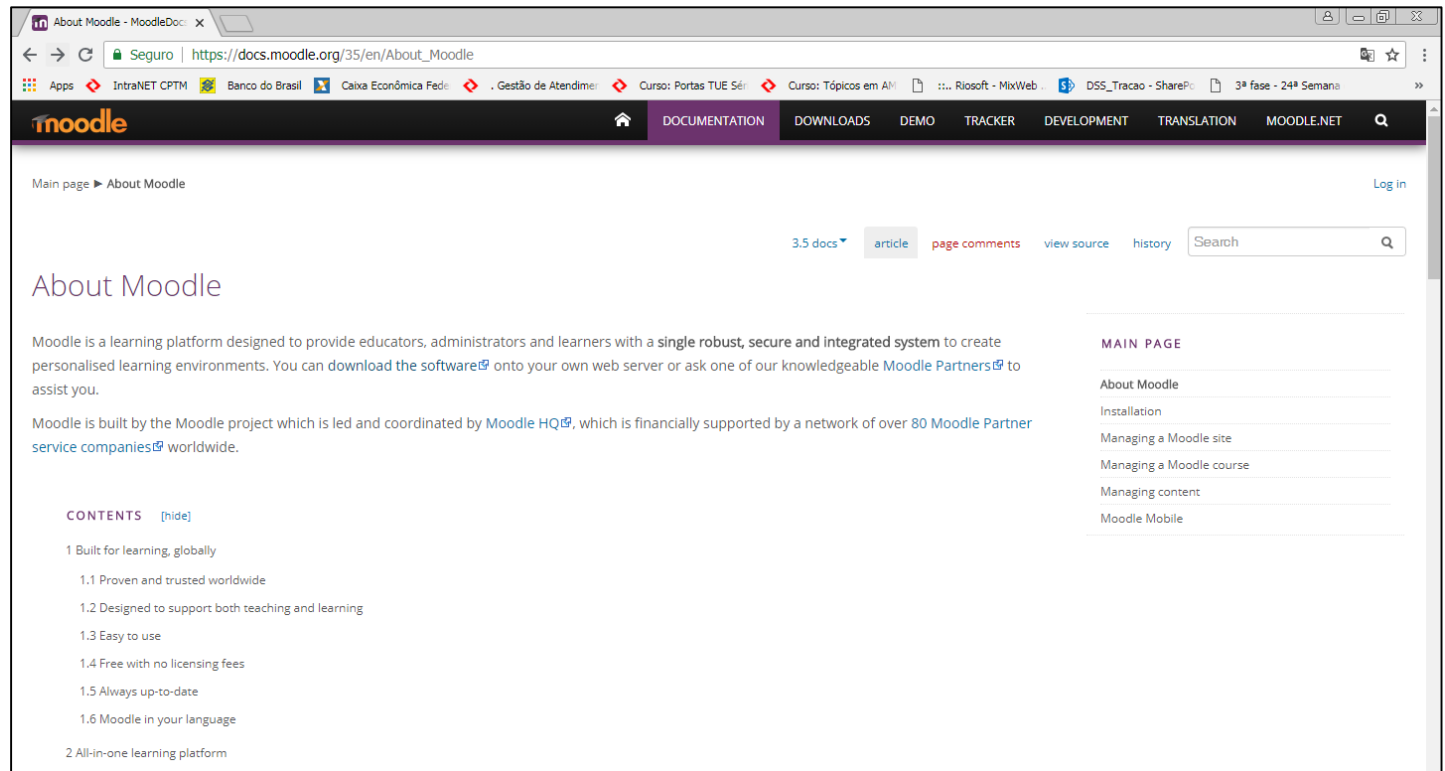 About Moodle - MoodleDoc
Seguro | https://docs.moodle.org/35/en/About_Moodle
Apps IntraNET CPTM Banco do Brasil Caixa Econômica Fede . Gestão de Atendimen Curso: Portas TUE Séri Curso: Tópicos em AM ::.. Riosoft - MixWeb .. DSS_Tracao - SharePo 3ª fase - 24ª Semana »
moodle DOCUMENTATION DOWNLOADS DEMO TRACKER DEVELOPMENT TRANSLATION MOODLE.NET
Main page ► About Moodle Log in
3.5 docs article page comments view source history Search
About Moodle
Moodle is a learning platform designed to provide educators, administrators and learners with a single robust, secure and integrated system to create
personalised learning environments. You can download the software onto your own web server or ask one of our knowledgeable Moodle Partners to
assist you.
Moodle is built by the Moodle project which is led and coordinated by Moodle HQ, which is financially supported by a network of over 80 Moodle Partner
service companies worldwide.
MAIN PAGE
About Moodle
Installation
Managing a Moodle site
Managing a Moodle course
Managing content
Moodle Mobile
CONTENTS [hide]
1 Built for learning, globally
1.1 Proven and trusted worldwide
1.2 Designed to support both teaching and learning
1.3 Easy to use
1.4 Free with no licensing fees
1.5 Always up-to-date
1.6 Moodle in your language
2 All-in-one learning platform